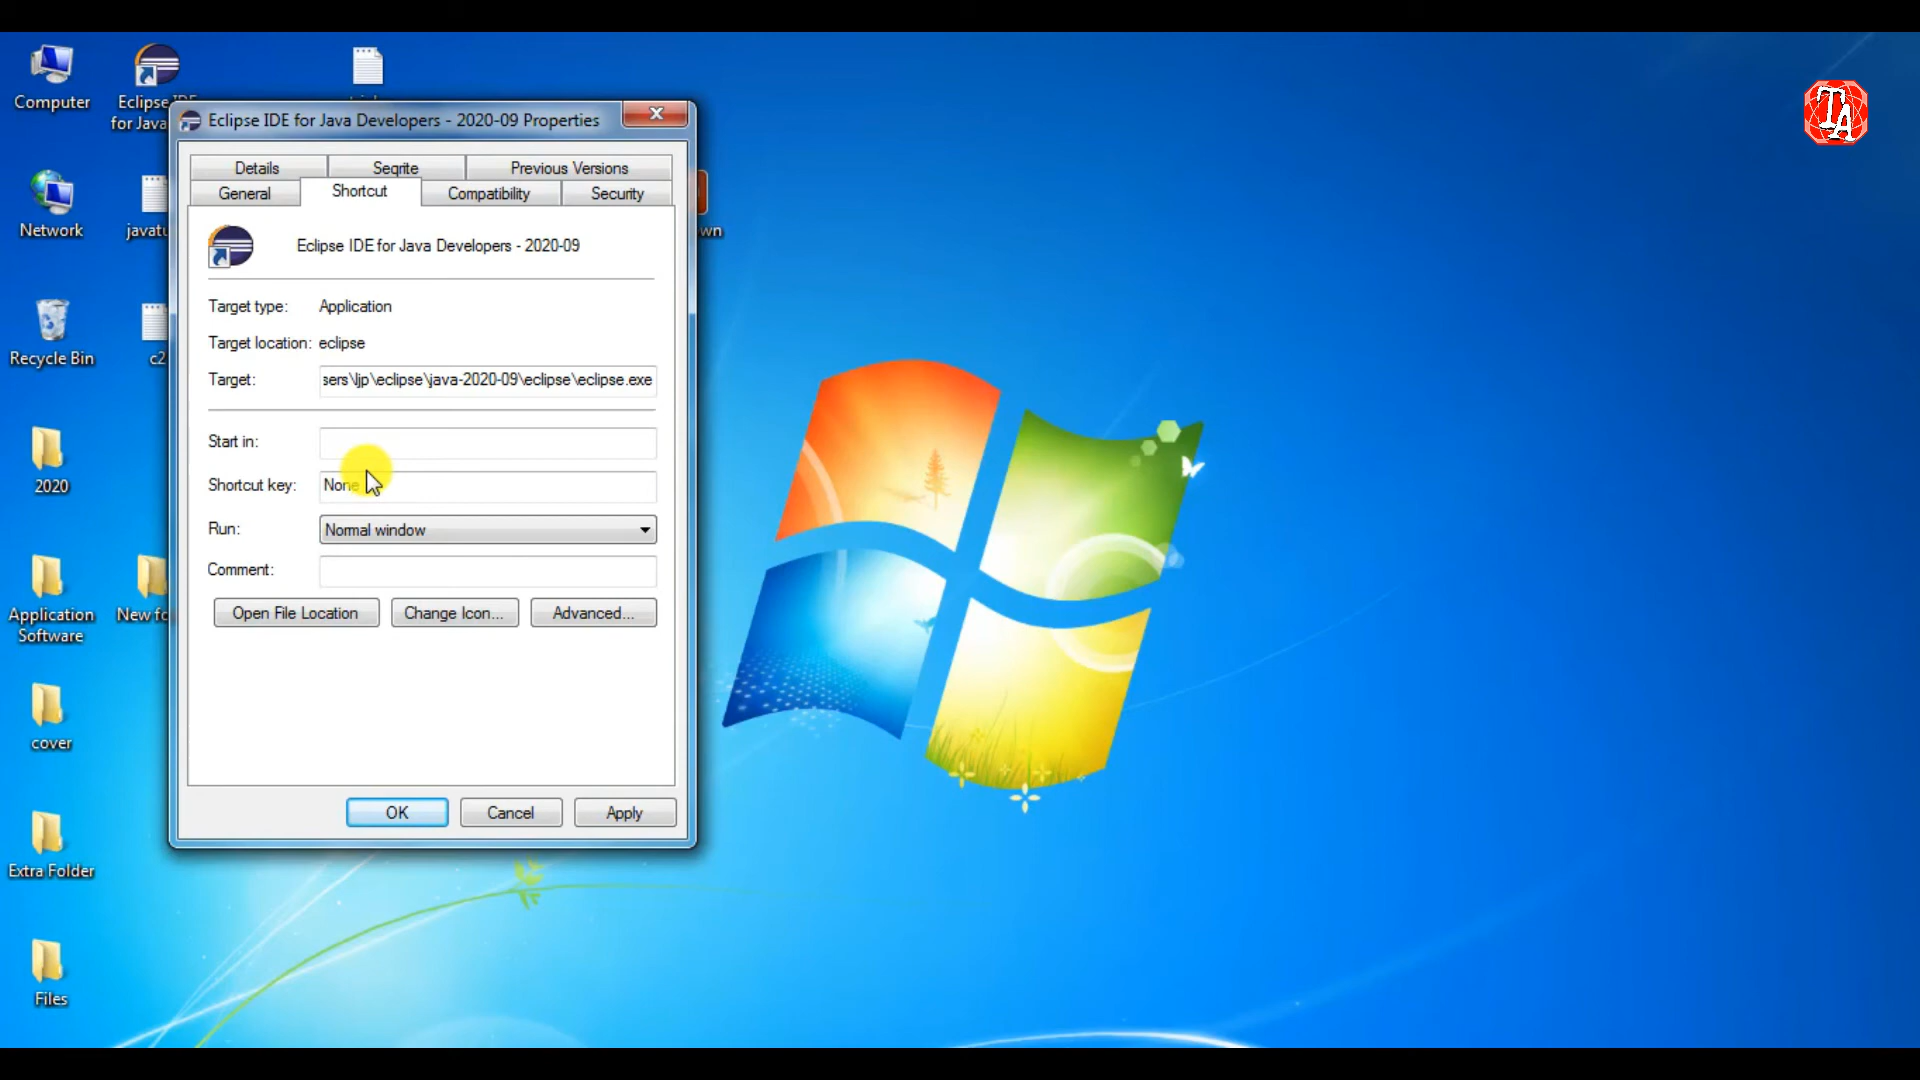 Computer
Eclipse IDE
for Java
Eclipse IDE for Java Developers - 2020-09 Properties
Details
Seqrite
Previous Versions
General
Shortcut
Compatibility
Security
Eclipse IDE for Java Developers - 2020-09
Target type:
Application
Target location:
eclipse
Target:
sers\ljp\eclipse\java-2020-09\eclipse\eclipse.exe
Start in:
Shortcut key:
None
Run:
Normal window
Comment:
Open File Location
Change Icon...
Advanced...
OK
Cancel
Apply
Network
javatu
wn
Recycle Bin
c2
2020
Application
Software
New fo
cover
Extra Folder
Files
TA